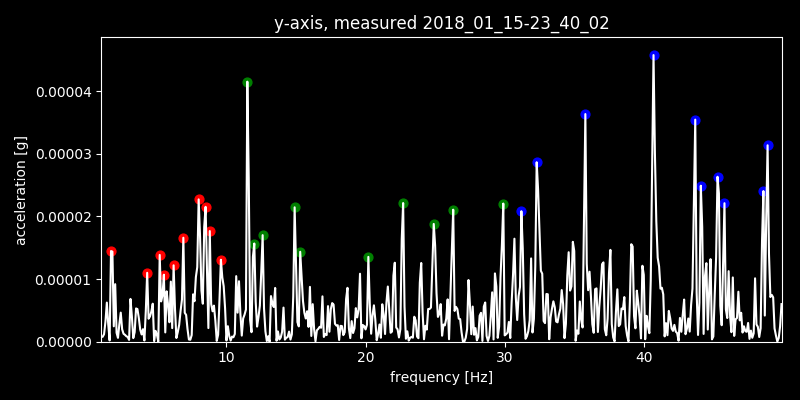 y-axis, measured 2018_01_15-23_40_02
0.00004
0.00003
0.00002
0.00001
0.00000
acceleration [g]
10 20 30 40
frequency [Hz]